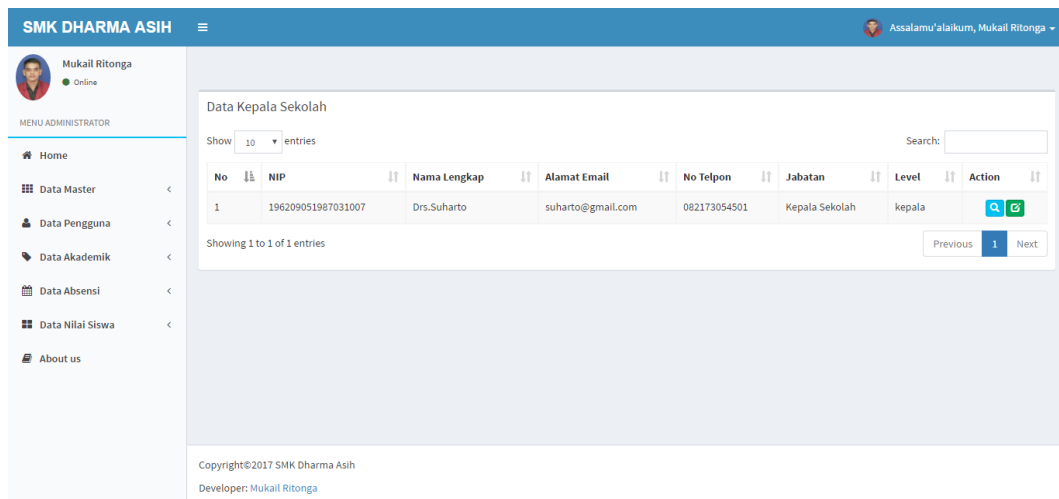 SMK DHARMA ASIH
Assalamu'alaikum, Mukail Ritonga
Mukail Ritonga
Online
MENU ADMINISTRATOR
Home
Data Master
Data Pengguna
Data Akademik
Data Absensi
Data Nilai Siswa
About us
Data Kepala Sekolah
Show 10 entries Search:
No NIP Nama Lengkap Alamat Email No Telpon Jabatan Level Action
1 196209051987031007 Drs.Suharto suharto@gmail.com 082173054501 Kepala Sekolah kepala
Showing 1 to 1 of 1 entries Previous 1 Next
Copyright©2017 SMK Dharma Asih
Developer: Mukail Ritonga